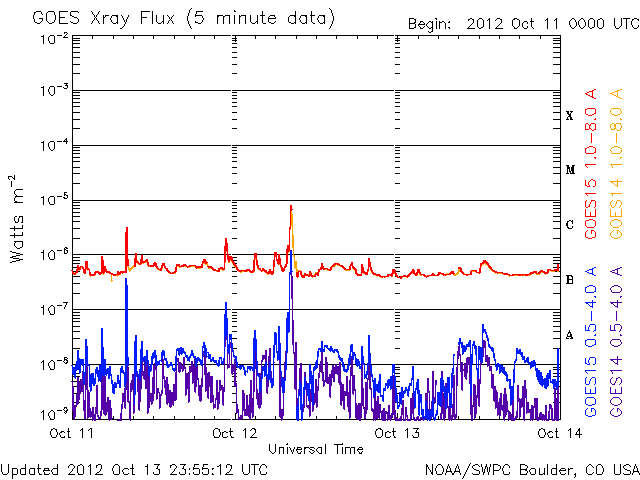 GOES Xray Flux (5 minute data)
Begin: 2012 Oct 11 0000 UTC
10-2
10-3
10-4
10-5
10-6
10-7
10-8
10-9
Watts m-2
X
M
C
B
A
GOES15 1.0-8.0 A
GOES14 1.0-8.0 A
GOES15 0.5-4.0 A
GOES14 0.5-4.0 A
Oct 11 Oct 12 Oct 13 Oct 14
Universal Time
Updated 2012 Oct 13 23:55:12 UTC
NOAA/SWPC Boulder, CO USA